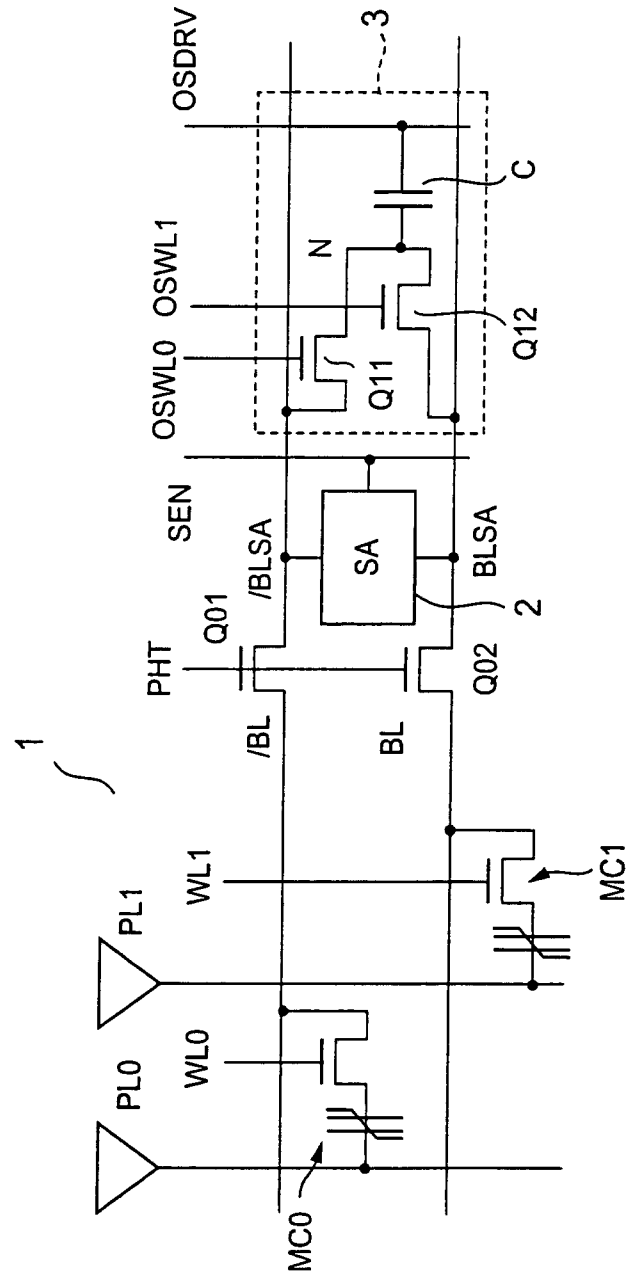 1
PL0
PL1
WL0
WL1
MC0
MC1
/BL
BL
PHT
Q01
Q02
/BLSA
BLSA
SA
2
SEN
OSWL0
OSWL1
OSDRV
N
Q11
Q12
C
3